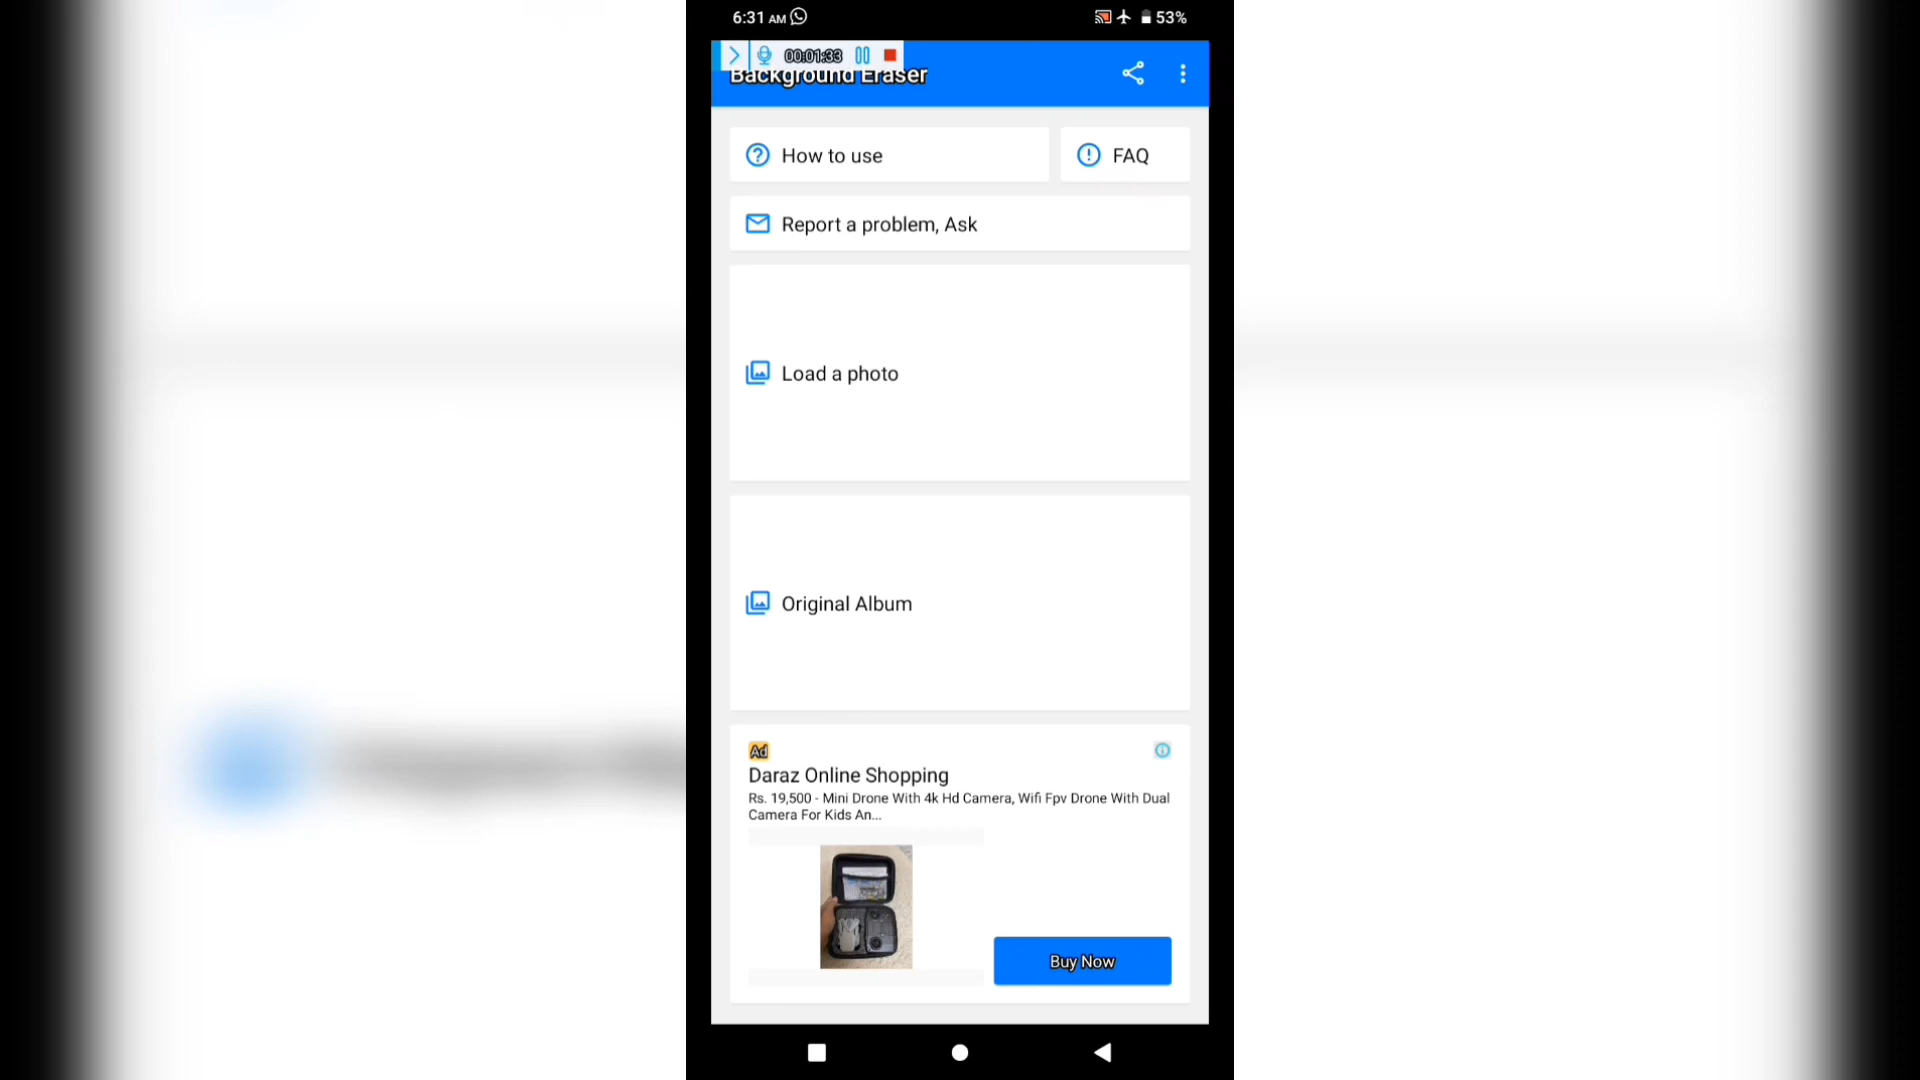 6:31 AM
53%
00:01:33
Background Eraser
How to use
FAQ
Report a problem, Ask
Load a photo
Original Album
Ad
Daraz Online Shopping
Rs. 19,500 - Mini Drone With 4k Hd Camera, Wifi Fpv Drone With Dual
Camera For Kids An...
Buy Now